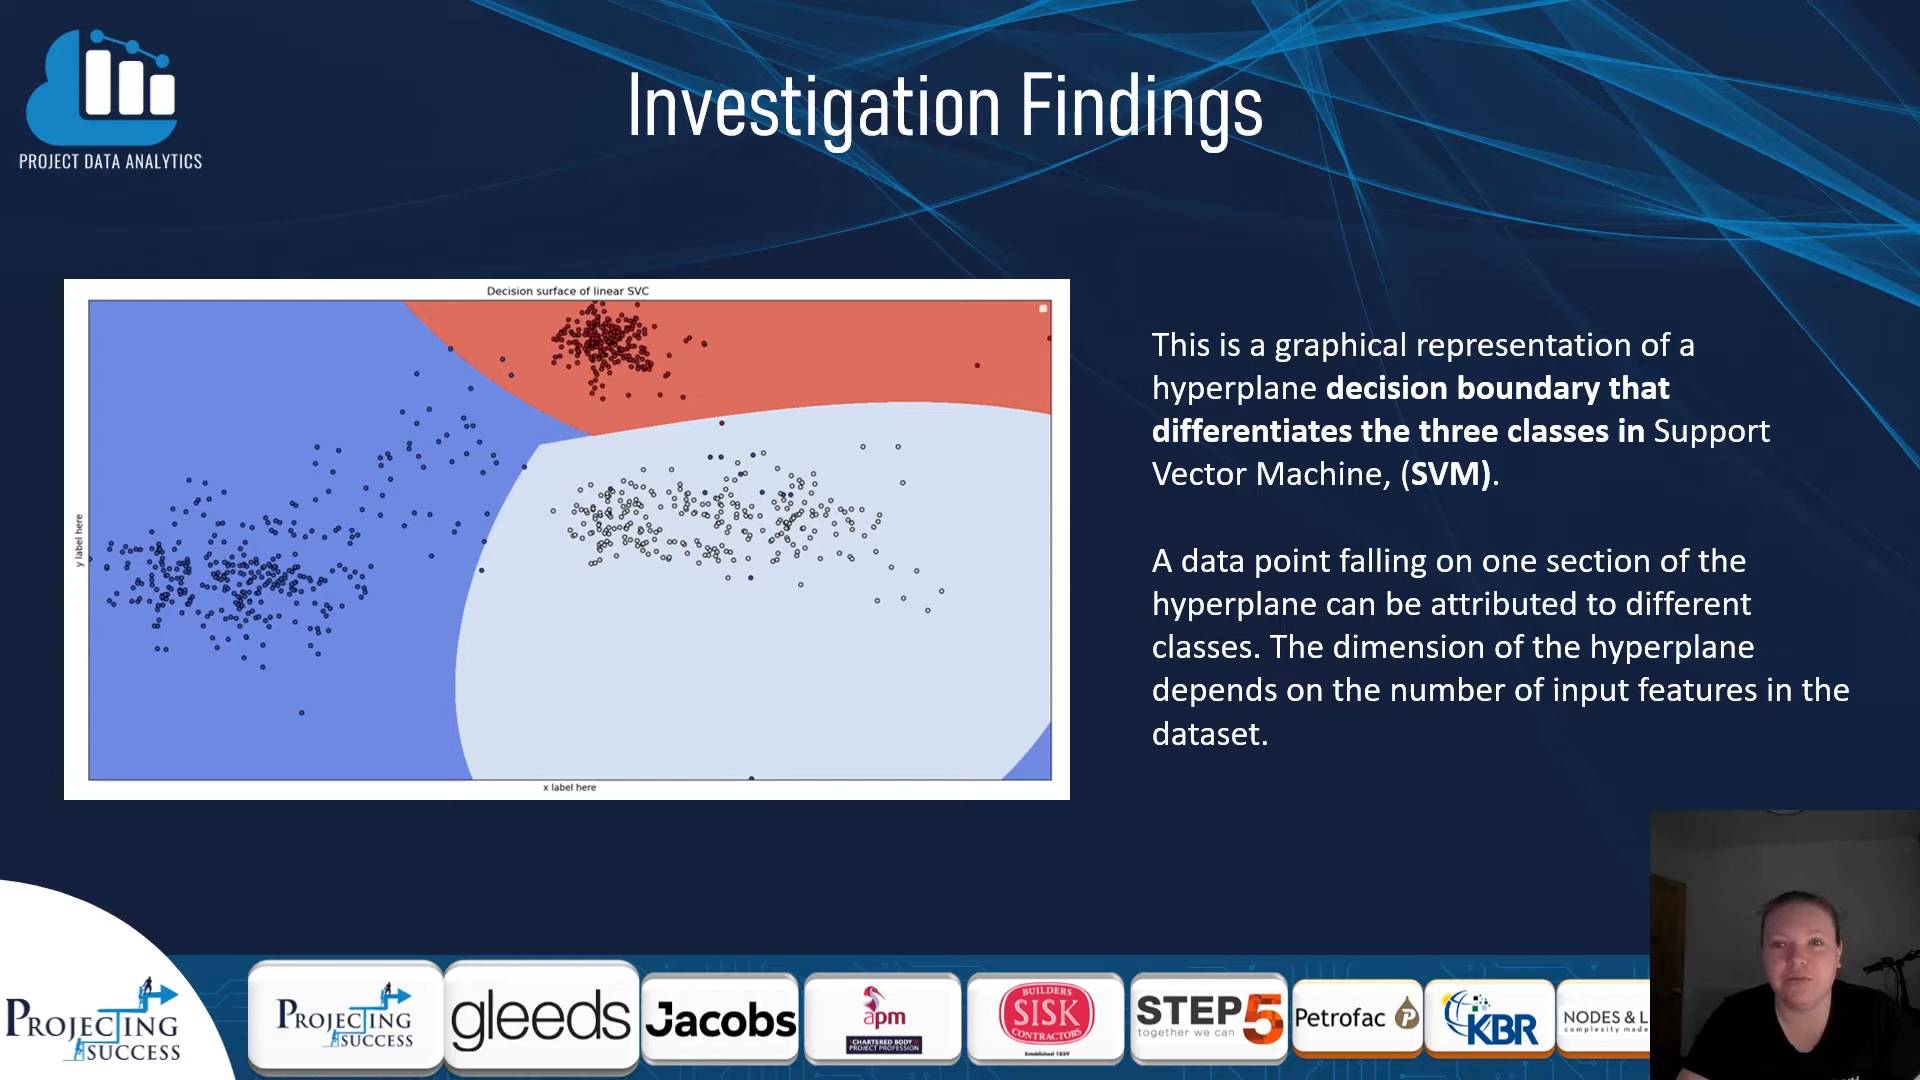 PROJECT DATA ANALYTICS
Investigation Findings
Decision surface of linear SVC
y label here
x label here
This is a graphical representation of a
hyperplane decision boundary that
differentiates the three classes in Support
Vector Machine, (SVM).
A data point falling on one section of the
hyperplane can be attributed to different
classes. The dimension of the hyperplane
depends on the number of input features in the
dataset.
PROJECTING
SUCCESS
PROJECTING
SUCCESS
gleeds
Jacobs
apm
CHARTERED BODY
PROJECT PROFESSION
BUILDERS
SISK
CONTRACTORS
Established 1859
STEP5
together we can
Petrofac
KBR
NODES & L
complexity made